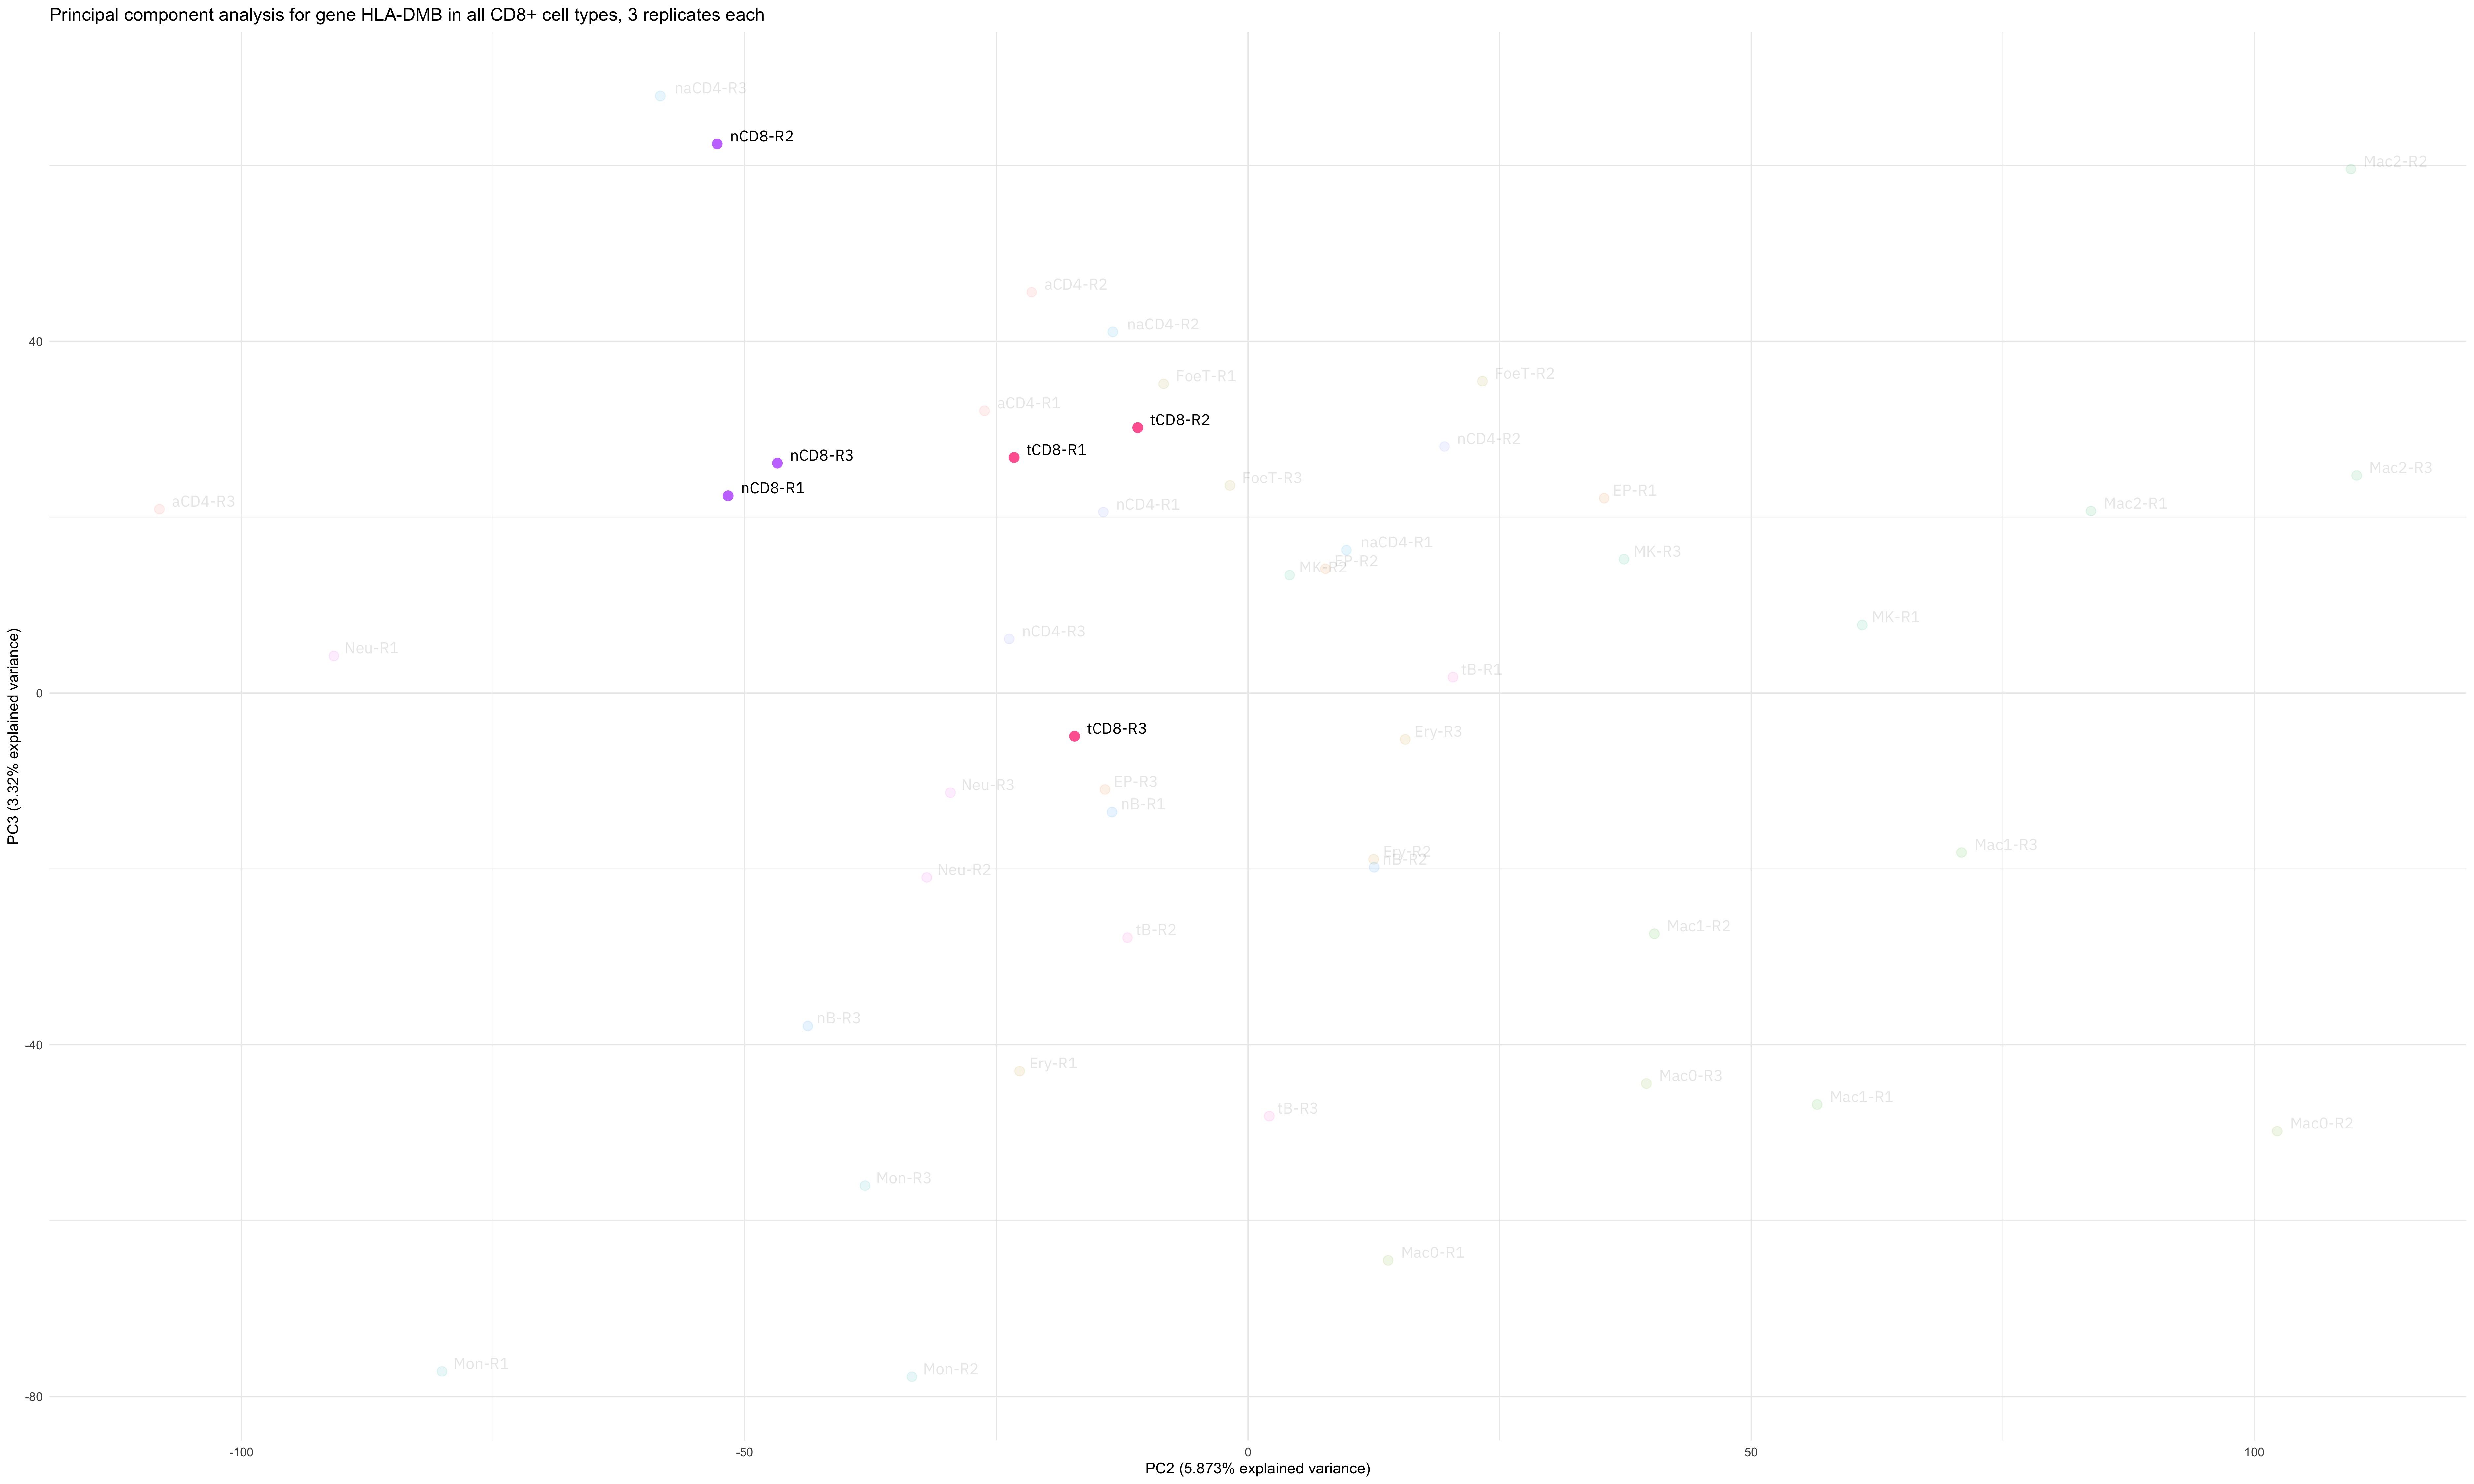 Principal component analysis for gene HLA-DMB in all CD8+ cell types, 3 replicates each
naCD4-R3
nCD8-R2
Mac2-R2
aCD4-R2
naCD4-R2
40
FoeT-R1
FoeT-R2
aCD4-R1
tCD8-R2
nCD4-R2
tCD8-R1
nCD8-R3
Mac2-R3
FoeT-R3
nCD8-R1
EP-R1
aCD4-R3
nCD4-R1
Mac2-R1
naCD4-R1
MK-R3
EP-R2
MK-R2
MK-R1
nCD4-R3
Neu-R1
tB-R1
0
tCD8-R3
Ery-R3
EP-R3
Neu-R3
nB-R1
PC3 (3.32% explained variance)
Mac1-R3
Ery-R2
nB-R2
Neu-R2
Mac1-R2
tB-R2
nB-R3
-40
Ery-R1
Mac0-R3
Mac1-R1
tB-R3
Mac0-R2
Mon-R3
Mac0-R1
Mon-R1
Mon-R2
-80
-100
-50
0
50
100
PC2 (5.873% explained variance)